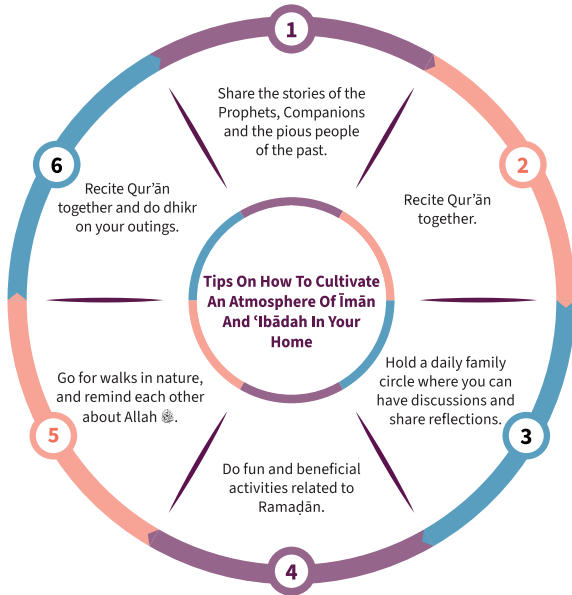 Tips On How To Cultivate
An Atmosphere Of Īmān
And ʿIbādah In Your
Home
1
Share the stories of the
Prophets, Companions
and the pious people
of the past.
2
Recite Qur’ān
together.
3
Hold a daily family
circle where you can
have discussions and
share reflections.
4
Do fun and beneficial
activities related to
Ramaḍān.
5
Go for walks in nature,
and remind each other
about Allah .
6
Recite Qur’ān
together and do dhikr
on your outings.